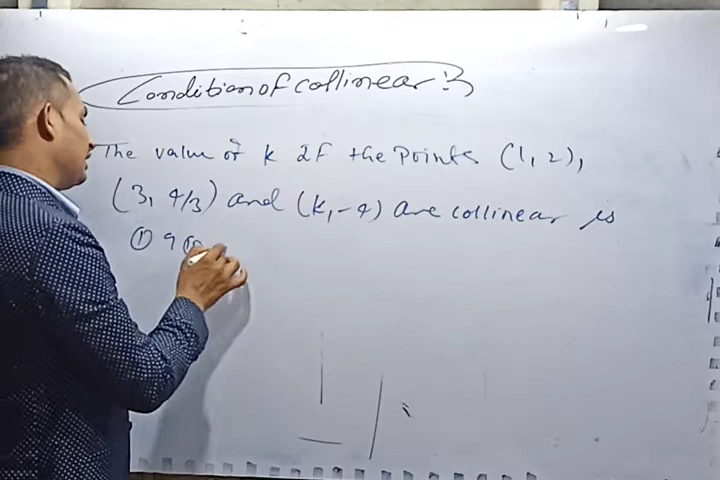 Condition of collinear :-
The value of k If the Points (1, 2),
(3, 4/3) and (k, -4) are collinear is
① 9